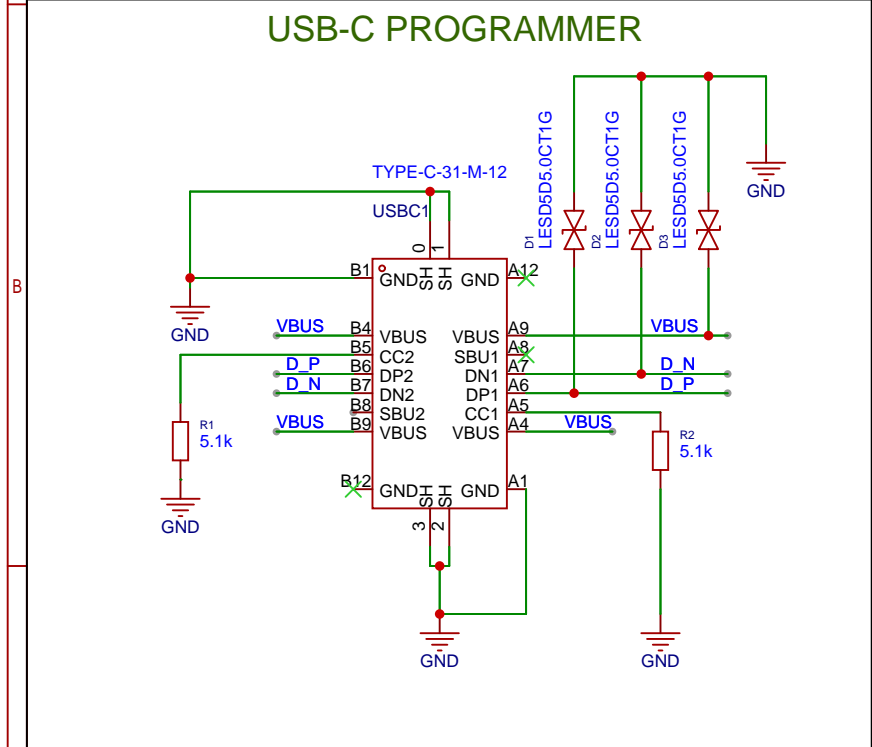 USB-C PROGRAMMER
B
TYPE-C-31-M-12
USBC1
0
1
SH
SH
B1
GND
GND
A12
GND
B4
VBUS
VBUS
B5
CC2
B6
DP2
D_P
B7
DN2
D_N
B8
SBU2
B9
VBUS
VBUS
B12
GND
A9
VBUS
VBUS
A8
SBU1
A7
DN1
D_N
A6
DP1
D_P
A5
CC1
A4
VBUS
VBUS
A1
GND
SH
SH
3
2
GND
R1
5.1k
GND
R2
5.1k
GND
D1
LESD5D5.0CT1G
D2
LESD5D5.0CT1G
D3
LESD5D5.0CT1G
GND